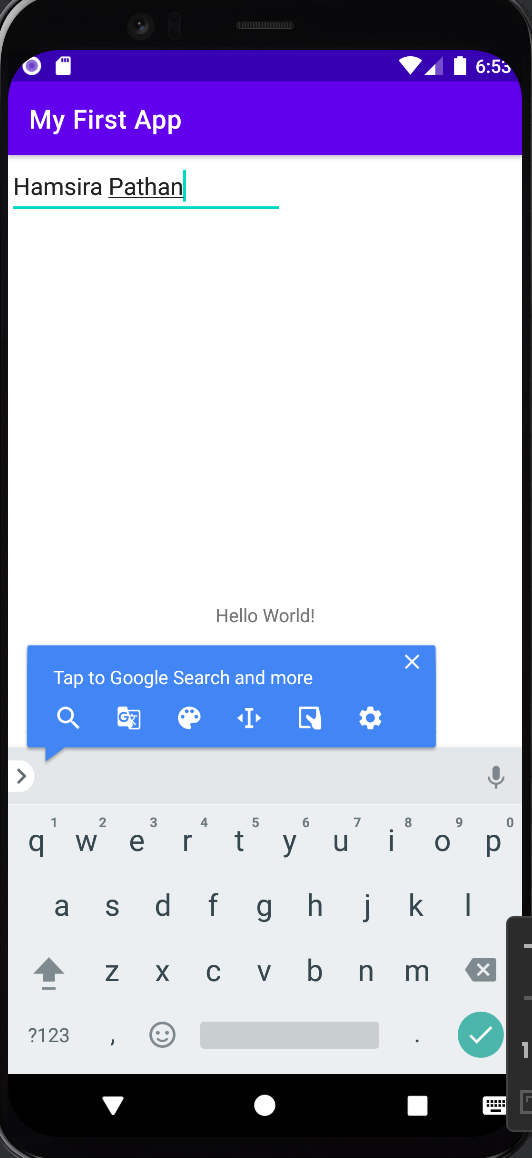 6:53
My First App
Hamsira Pathan
Hello World!
Tap to Google Search and more
1 2 3 4 5 6 7 8 9 0
q w e r t y u i o p
a s d f g h j k l
z x c v b n m
?123 , .
1